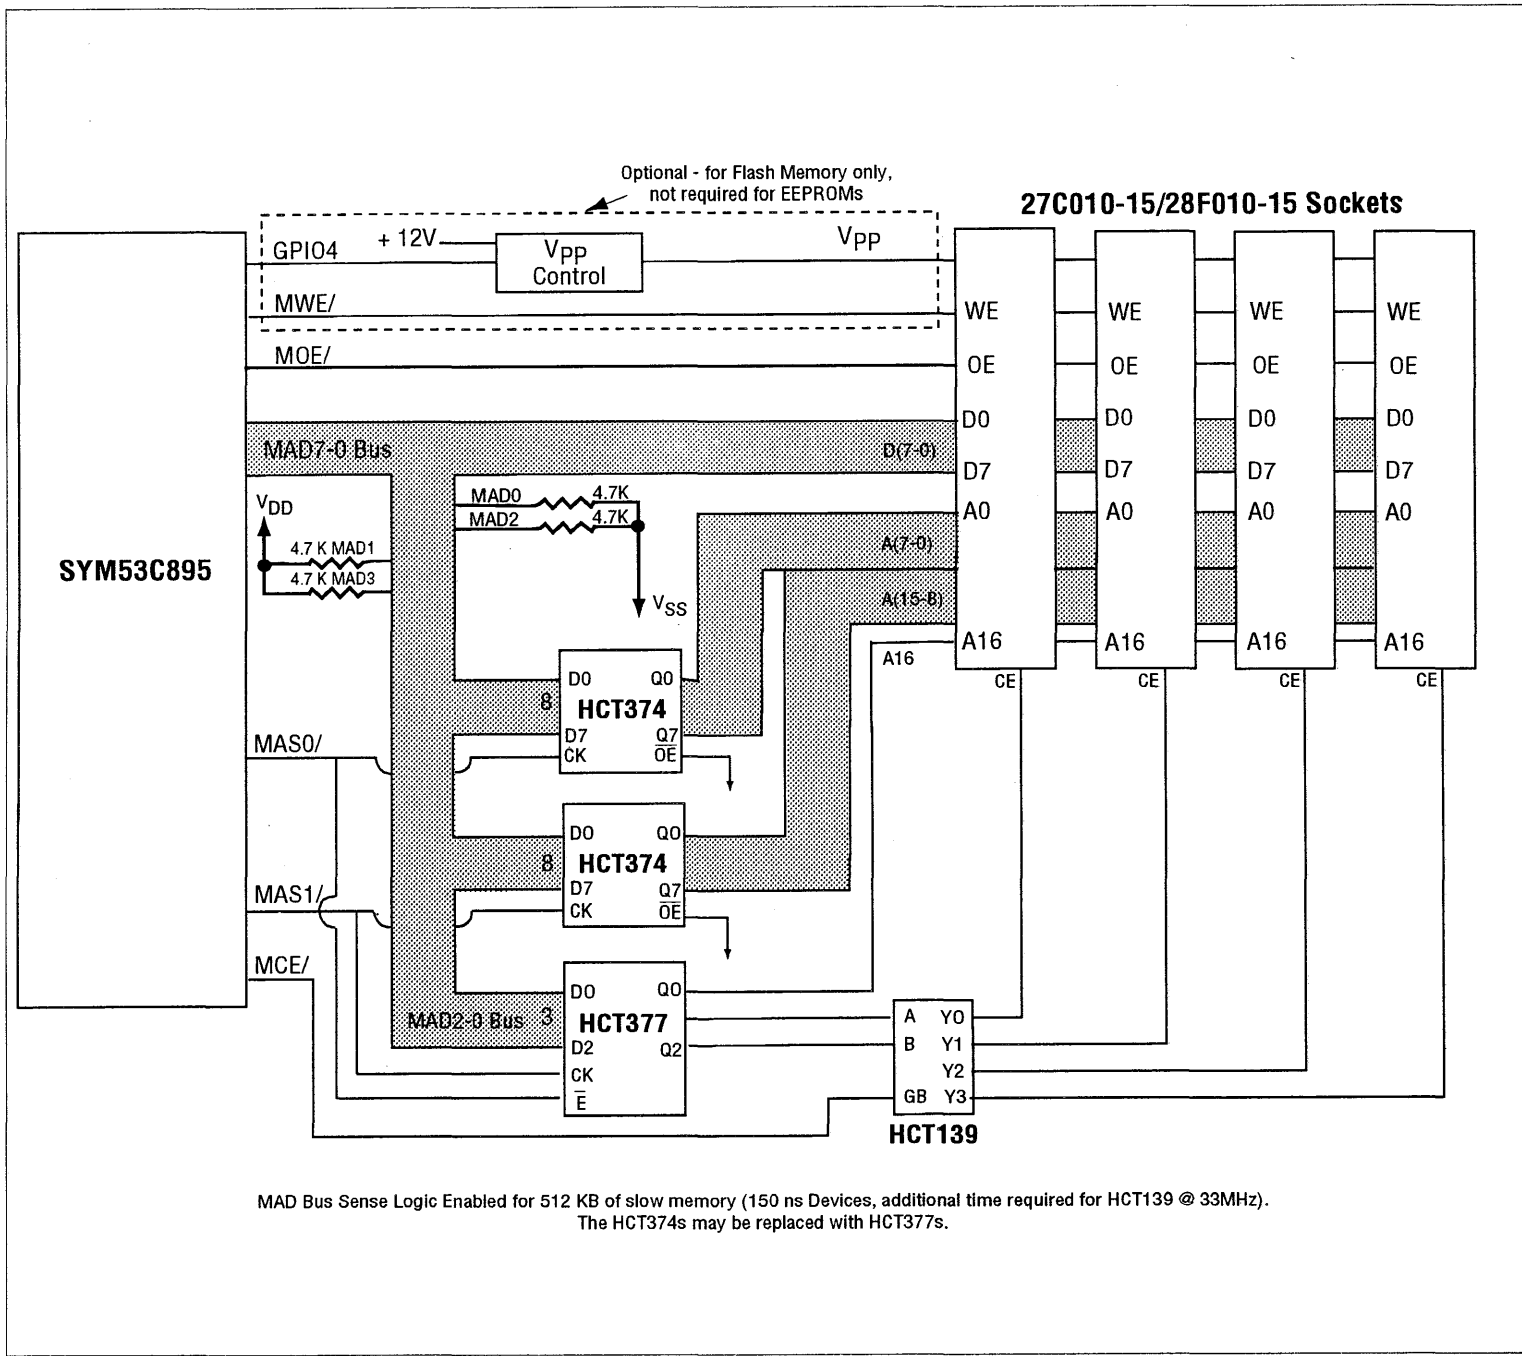 Optional - for Flash Memory only,
not required for EEPROMs
27C010-15/28F010-15 Sockets
GPIO4
+ 12V
VPP
Control
VPP
MWE/
MOE/
WE
WE
WE
WE
OE
OE
OE
OE
MAD7-0 Bus
D(7-0)
D0
D0
D0
D0
D7
D7
D7
D7
VDD
MAD0
4.7K
MAD2
4.7K
A0
A0
A0
A0
A(7-0)
4.7 K MAD1
4.7 K MAD3
SYM53C895
VSS
A(15-8)
A16
A16
A16
A16
A16
CE
CE
CE
CE
D0
Q0
8
HCT374
D7
Q7
CK
OE
MAS0/
D0
Q0
8
HCT374
D7
Q7
CK
OE
MAS1/
MCE/
D0
Q0
MAD2-0 Bus
3
HCT377
D2
Q2
CK
E
A
Y0
B
Y1
Y2
GB
Y3
HCT139
MAD Bus Sense Logic Enabled for 512 KB of slow memory (150 ns Devices, additional time required for HCT139 @ 33MHz).
The HCT374s may be replaced with HCT377s.